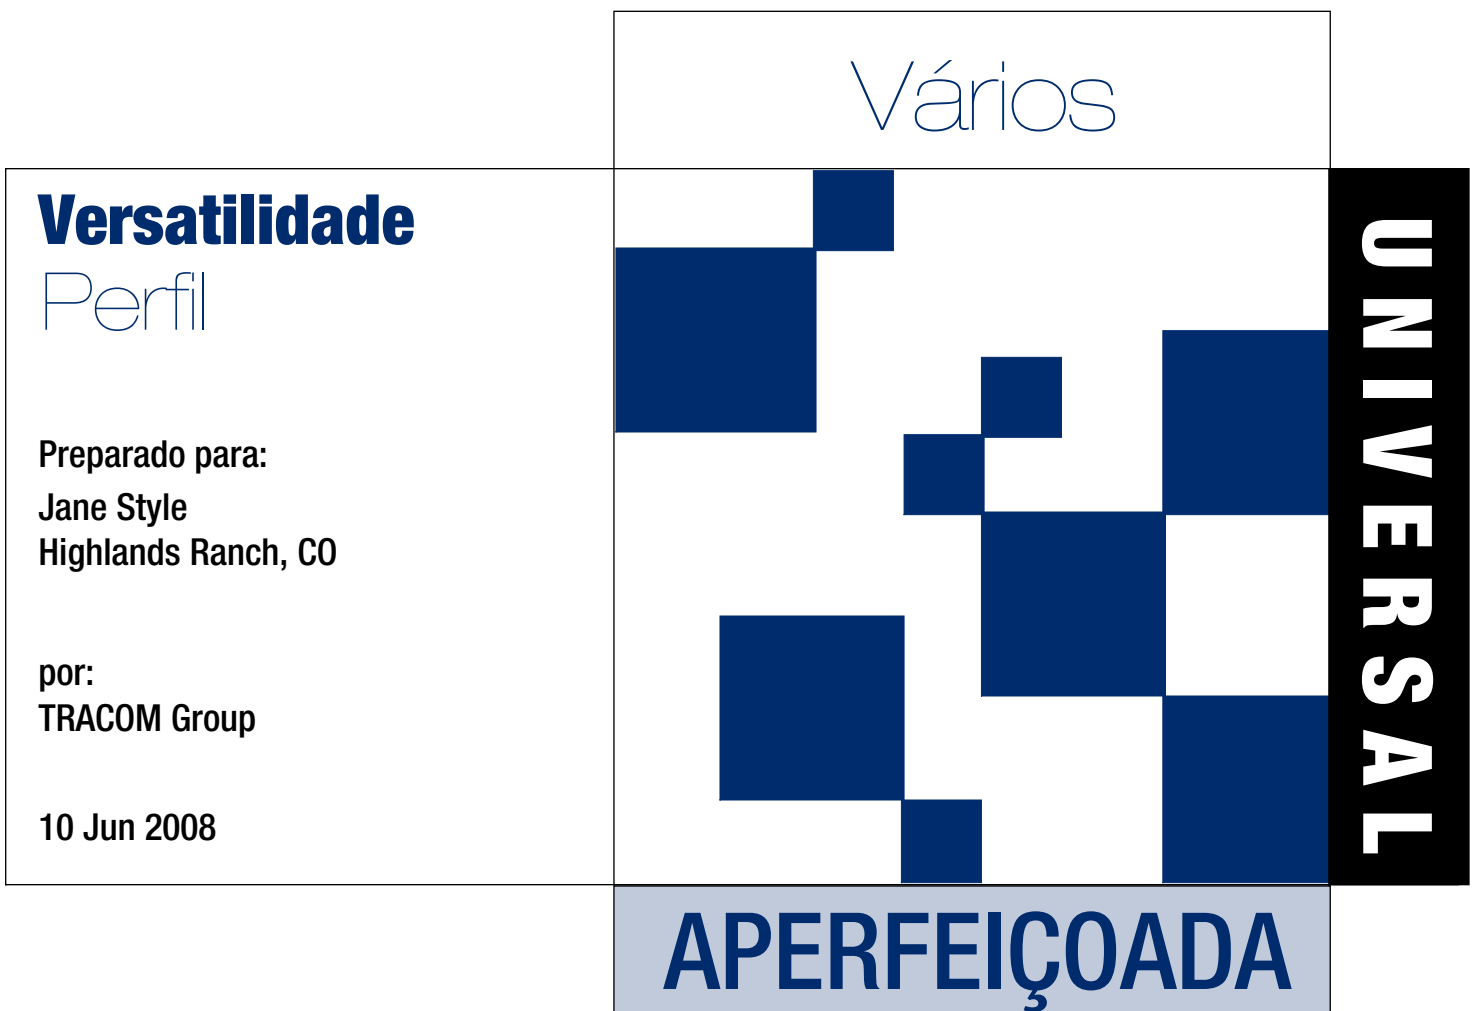 Vários
Versatilidade
Perfil
Preparado para:
Jane Style
Highlands Ranch, CO
por:
TRACOM Group
10 Jun 2008
UNIVERSAL
APERFEIÇOADA